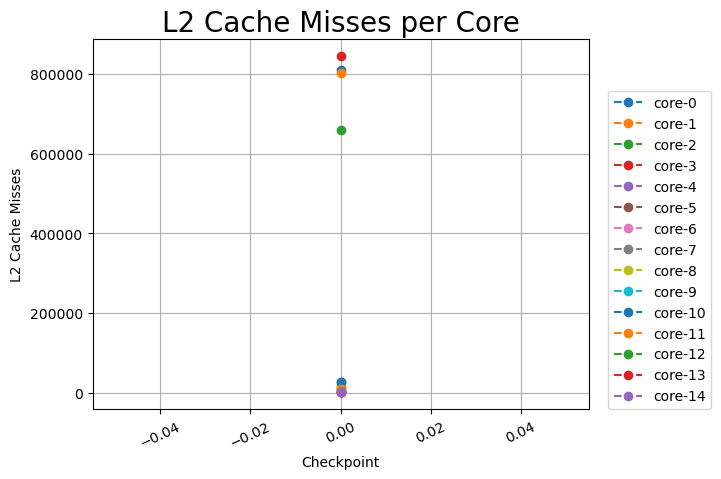 L2 Cache Misses per Core
L2 Cache Misses
800000
600000
400000
200000
0
−0.04
−0.02
0.00
0.02
0.04
Checkpoint
core-0
core-1
core-2
core-3
core-4
core-5
core-6
core-7
core-8
core-9
core-10
core-11
core-12
core-13
core-14